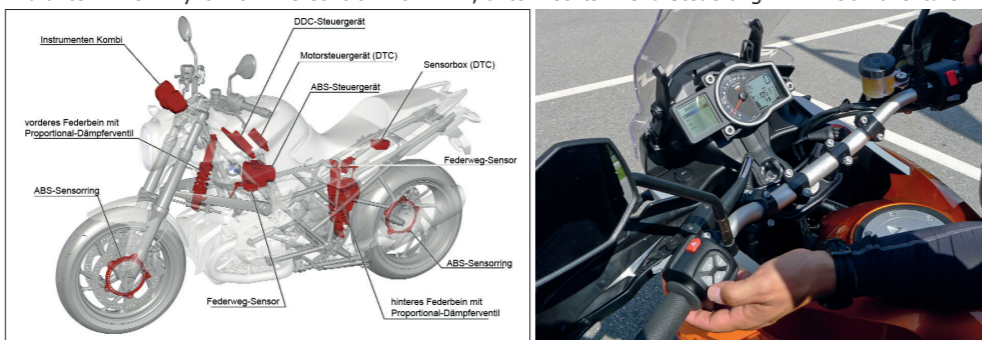 DDC-Steuergerät
Instrumenten Kombi
Motorsteuergerät (DTC)
Sensorbox (DTC)
ABS-Steuergerät
vorderes Federbein mit
Proportional-Dämpferventil
Federweg-Sensor
ABS-Sensorring
ABS-Sensorring
Federweg-Sensor
hinteres Federbein mit
Proportional-Dämpferventil